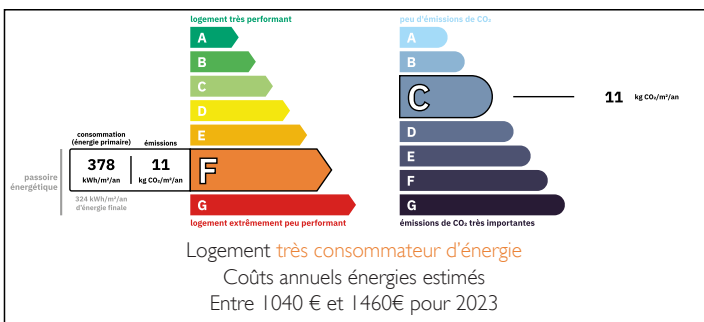 logement très performant
A
B
C
D
E
consommation
(énergie primaire)
émissions
378
kWh/m²/an
11
kg CO₂/m²/an
F
passoire
énergétique
324 kWh/m²/an
d'énergie finale
G
logement extrêmement peu performant
peu d'émissions de CO₂
A
B
C
11 kg CO₂/m²/an
D
E
F
G
émissions de CO₂ très importantes
Logement très consommateur d'énergie
Coûts annuels énergies estimés
Entre 1040 € et 1460€ pour 2023